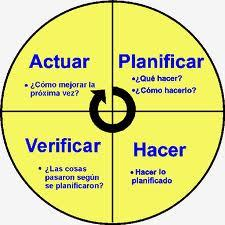 Actuar
• ¿Cómo mejorar la
próxima vez?
Planificar
•¿Qué hacer?
•¿Cómo hacerlo?
Verificar
• ¿Las cosas
pasaron según
se planificaron?
Hacer
• Hacer lo
planificado